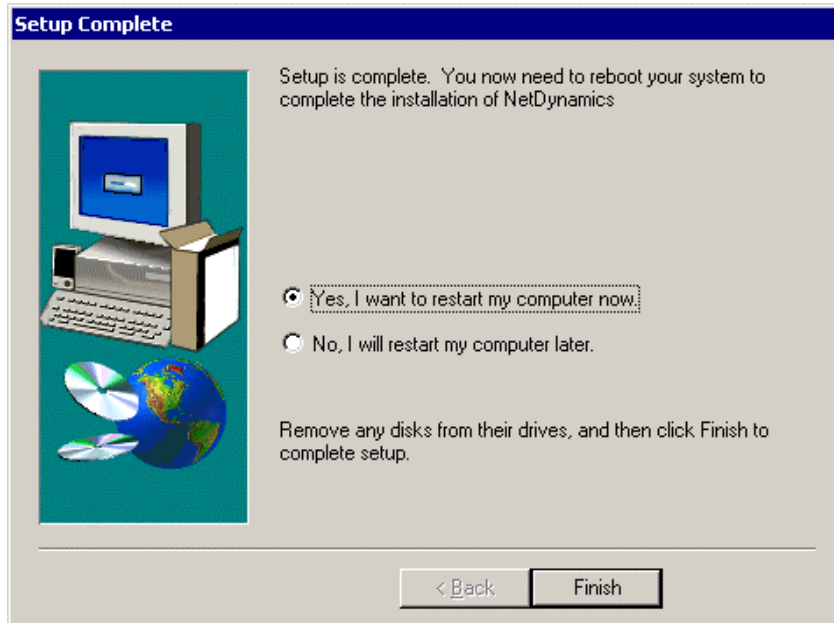 Setup Complete
Setup is complete.  You now need to reboot your system to
complete the installation of NetDynamics
Yes, I want to restart my computer now.
No, I will restart my computer later.
Remove any disks from their drives, and then click Finish to
complete setup.
< Back
Finish